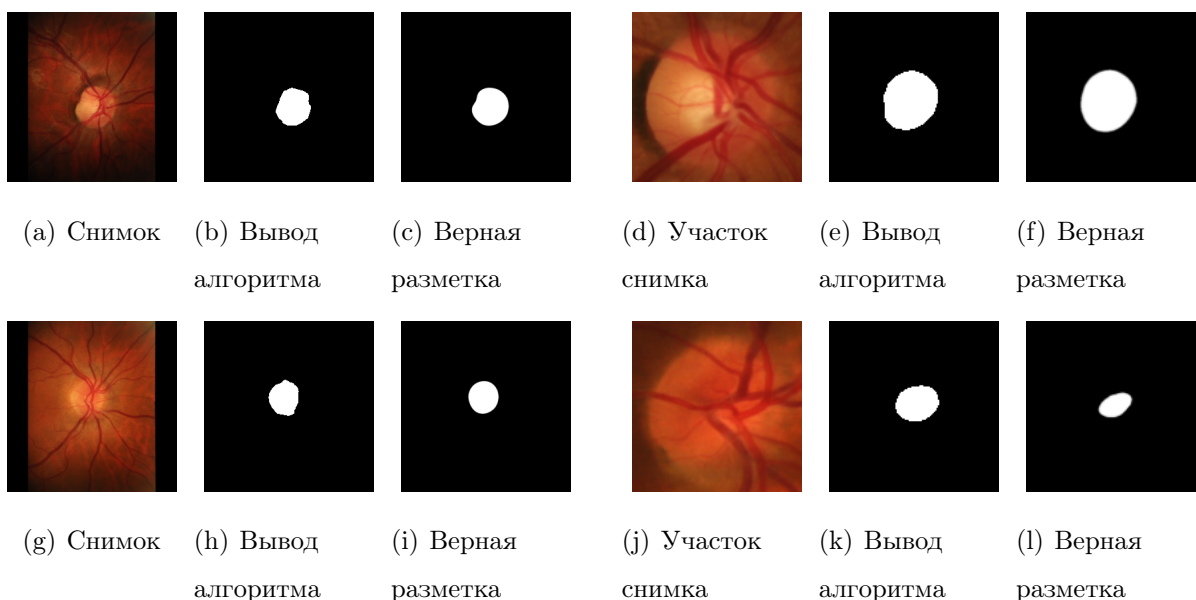 (a) Снимок
(b) Вывод
алгоритма
(c) Верная
разметка
(d) Участок
снимка
(e) Вывод
алгоритма
(f) Верная
разметка
(g) Снимок
(h) Вывод
алгоритма
(i) Верная
разметка
(j) Участок
снимка
(k) Вывод
алгоритма
(l) Верная
разметка